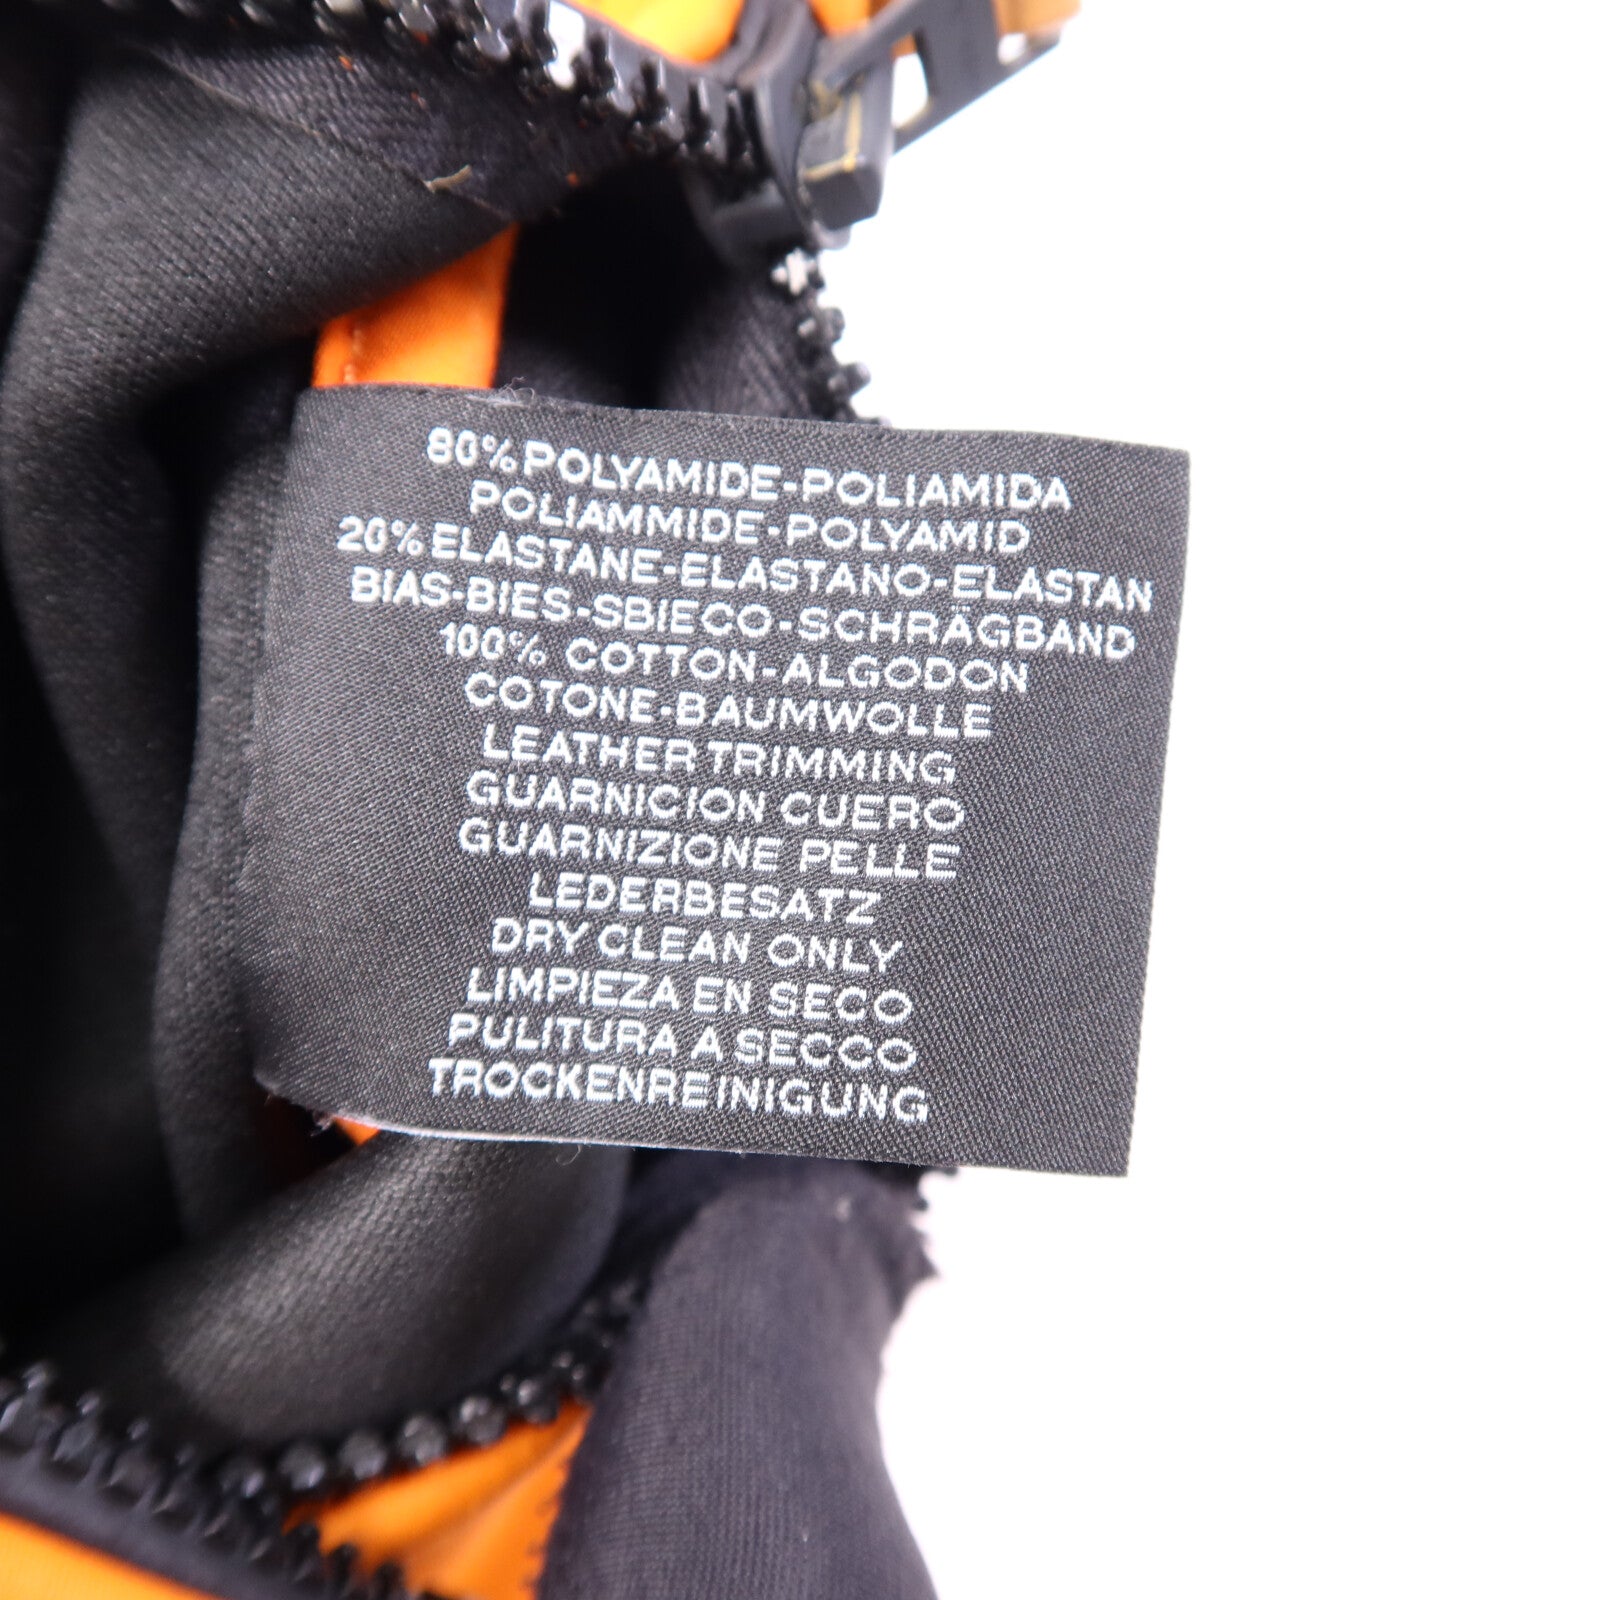 80% POLYAMIDE-POLIAMIDA
POLIAMMIDE-POLYAMID
20% ELASTANE-ELASTANO-ELASTAN
BIAS-BIES-SBIECO-SCHRÄGBAND
100% COTTON-ALGODON
COTONE-BAUMWOLLE
LEATHER TRIMMING
GUARNICION CUERO
GUARNIZIONE PELLE
LEDERBESATZ
DRY CLEAN ONLY
LIMPIEZA EN SECO
PULITURA A SECCO
TROCKENREINIGUNG